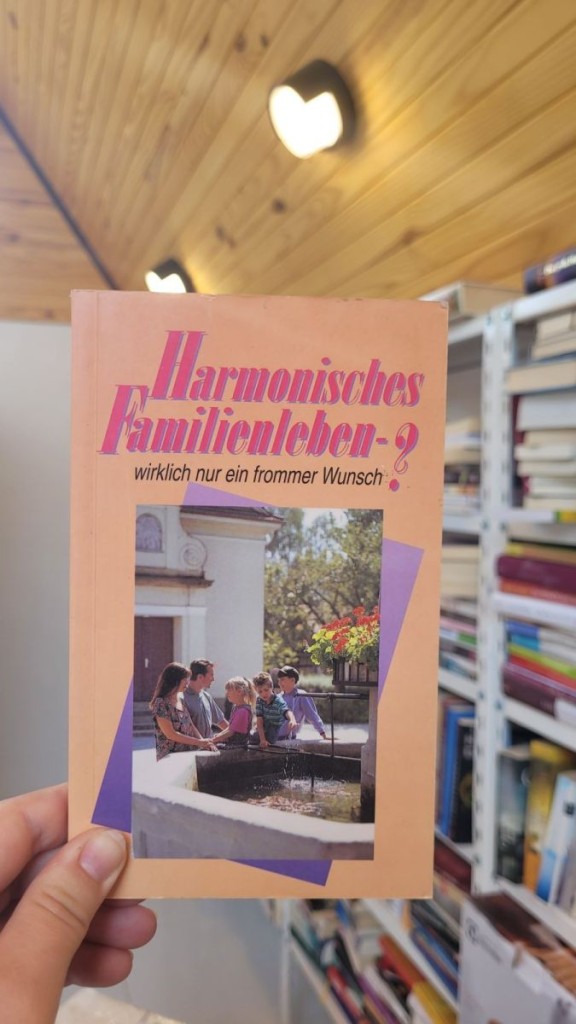 Harmonisches
Familienleben-?
wirklich nur ein frommer Wunsch